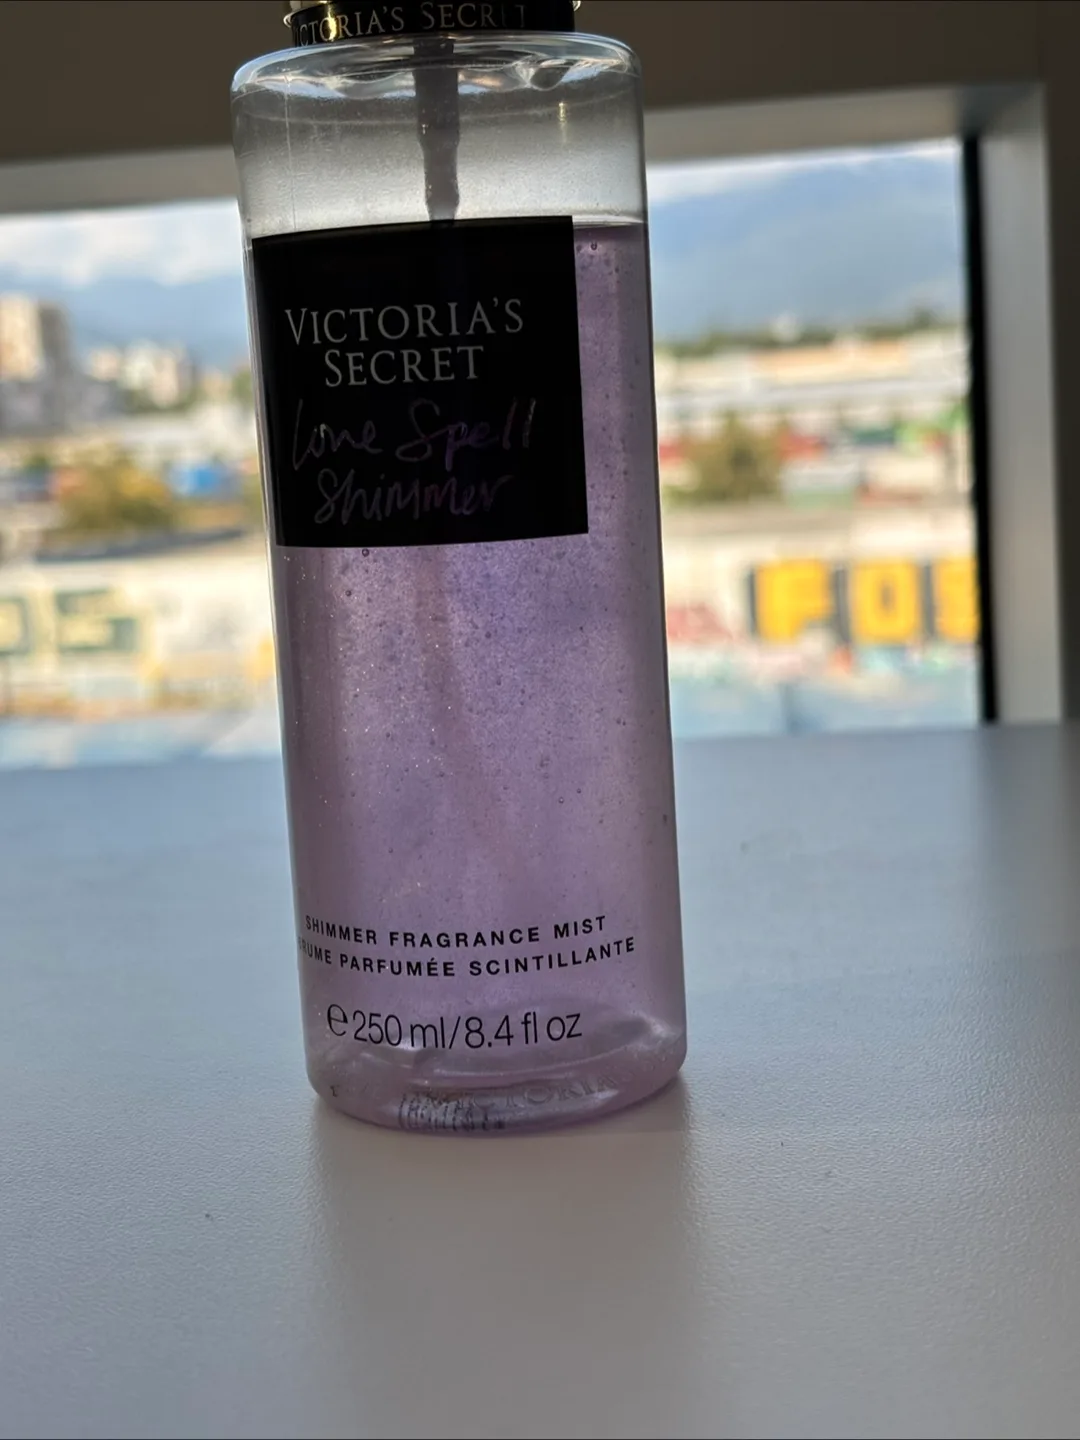 VICTORIA'S SECRET
VICTORIA'S
SECRET
Love Spell
Shimmer
SHIMMER FRAGRANCE MIST
BRUME PARFUMÉE SCINTILLANTE
℮250 ml/8.4 fl oz
VICTORIA